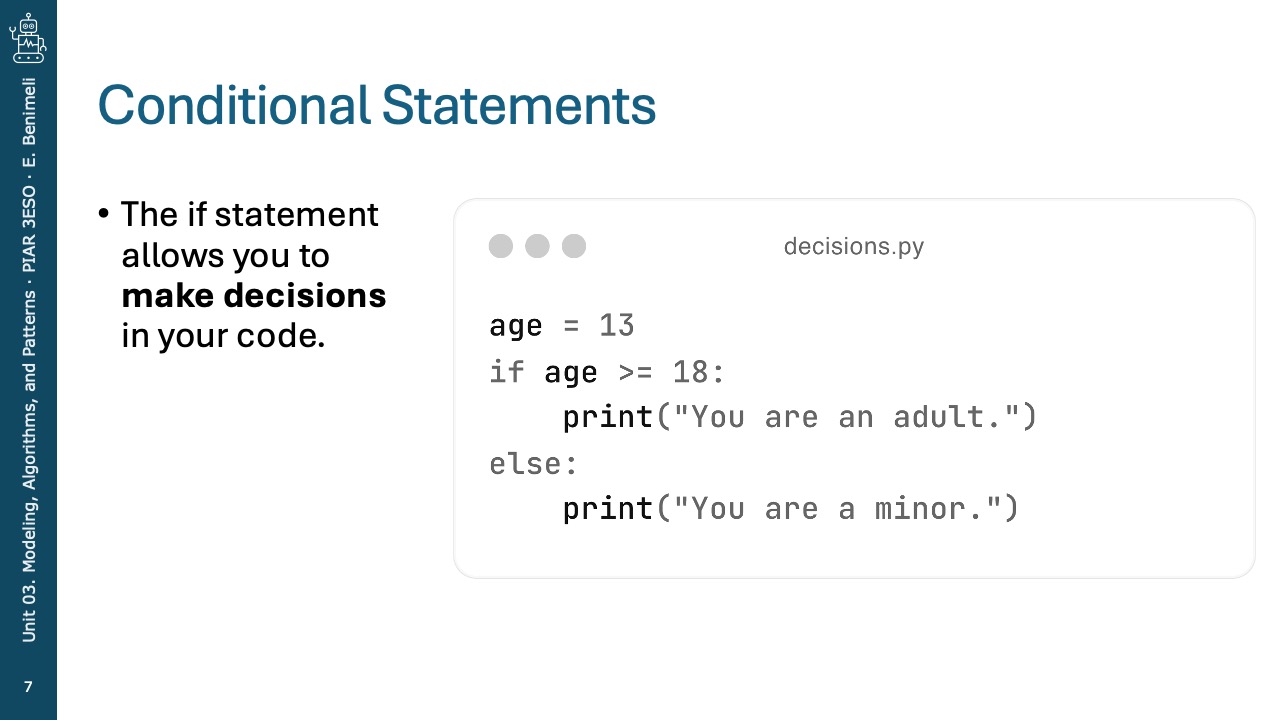 Conditional Statements
• The if statement
allows you to
make decisions
in your code.
decisions.py
age = 13
if age >= 18:
    print("You are an adult.")
else:
    print("You are a minor.")
Unit 03. Modeling, Algorithms, and Patterns · PIAR 3ESO · E. Benimeli
7